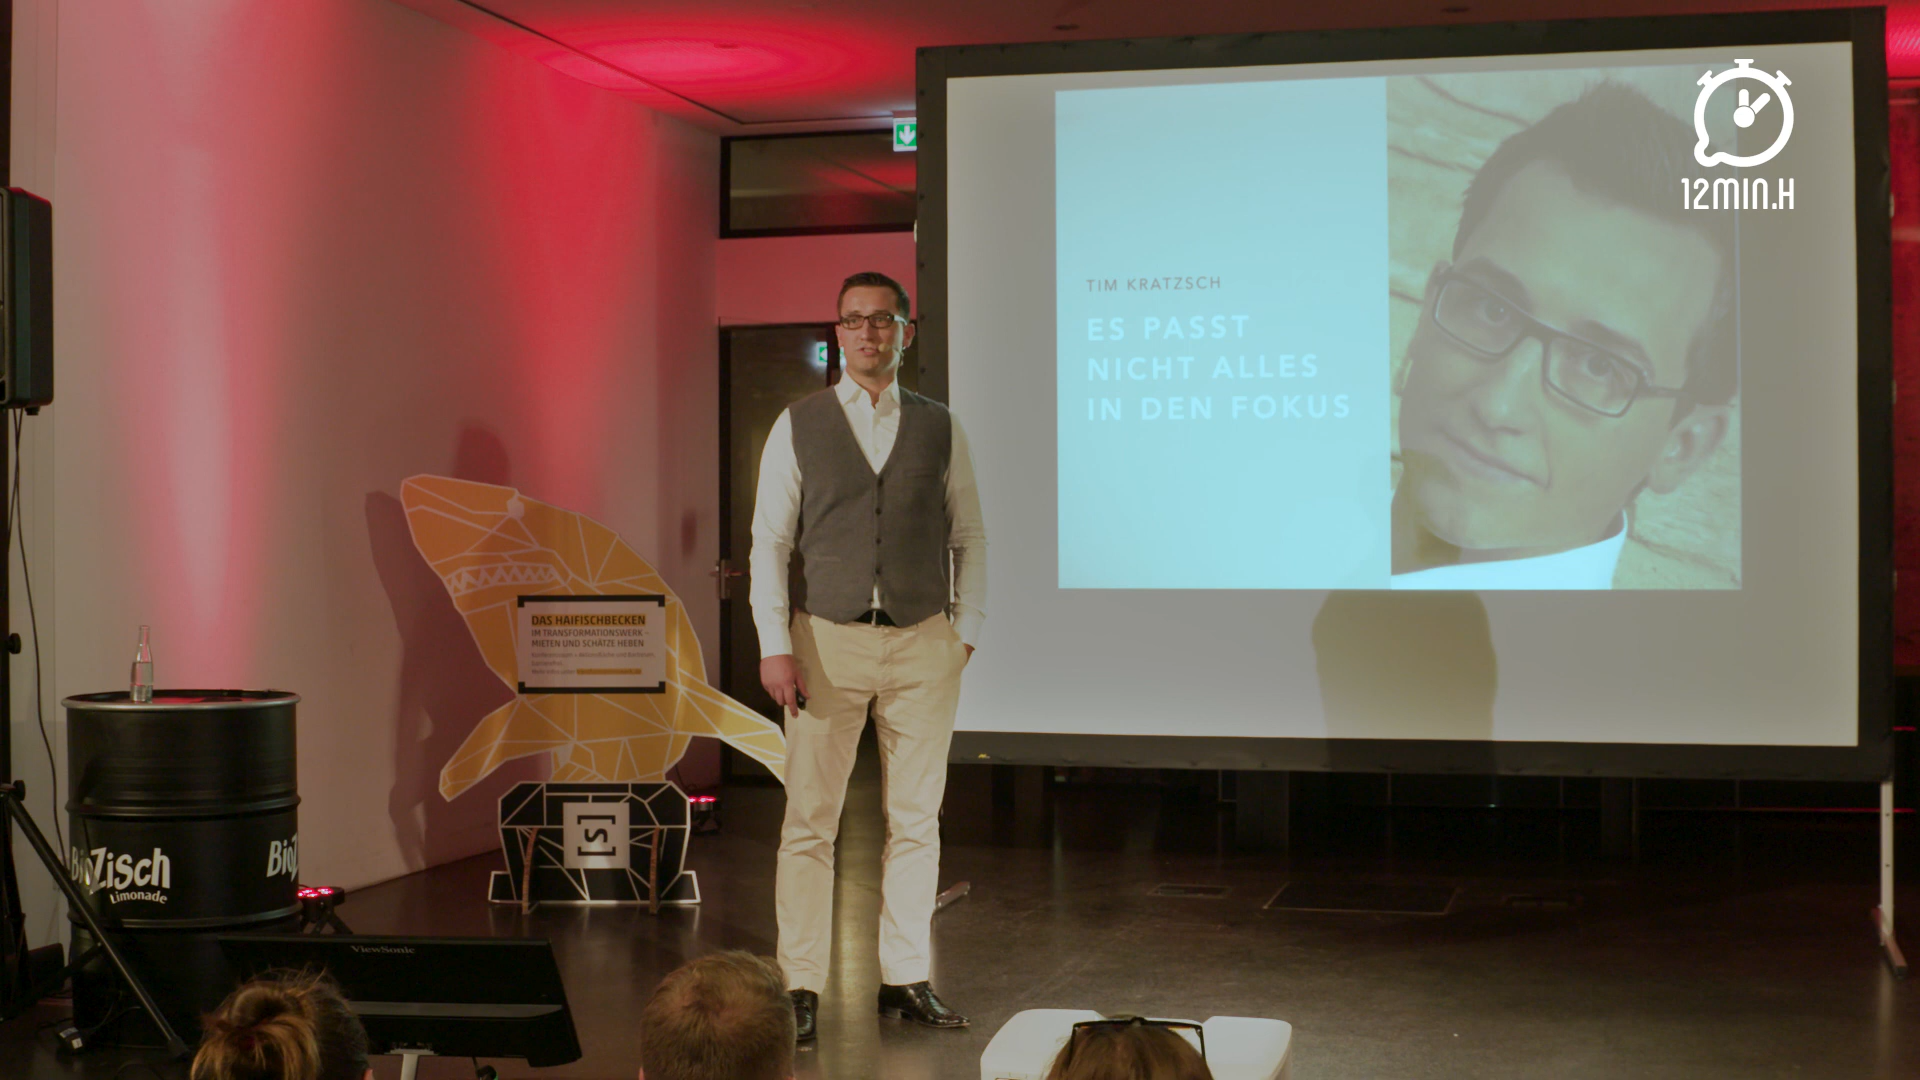 12MIN.H
TIM KRATZSCH
ES PASST
NICHT ALLES
IN DEN FOKUS
DAS HAIFISCHBECKEN
IM TRANSFORMATIONSWERK –
MIETEN UND SCHÄTZE HEBEN
[S]
BioZisch
Limonade
BioZ
ViewSonic